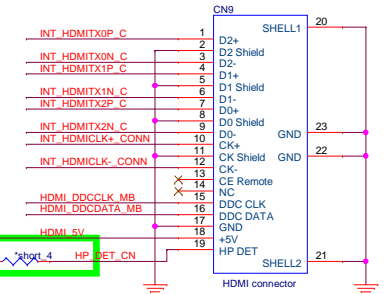 CN9
SHELL1 20
INT_HDMITX0P_C 1 D2+
2 D2 Shield
INT_HDMITX0N_C 3 D2-
INT_HDMITX1P_C 4 D1+
5 D1 Shield
INT_HDMITX1N_C 6 D1-
INT_HDMITX2P_C 7 D0+
8 D0 Shield
INT_HDMITX2N_C 9 D0- GND 23
INT_HDMICLK+_CONN 10 CK+
11 CK Shield GND 22
INT_HDMICLK-_CONN 12 CK-
13 CE Remote
14 NC
HDMI_DDCCLK_MB 15 DDC CLK
HDMI_DDCDATA_MB 16 DDC DATA
17 GND
HDMI_5V 18 +5V
*short_4 HP_DET_CN 19 HP DET
SHELL2 21
HDMI connector